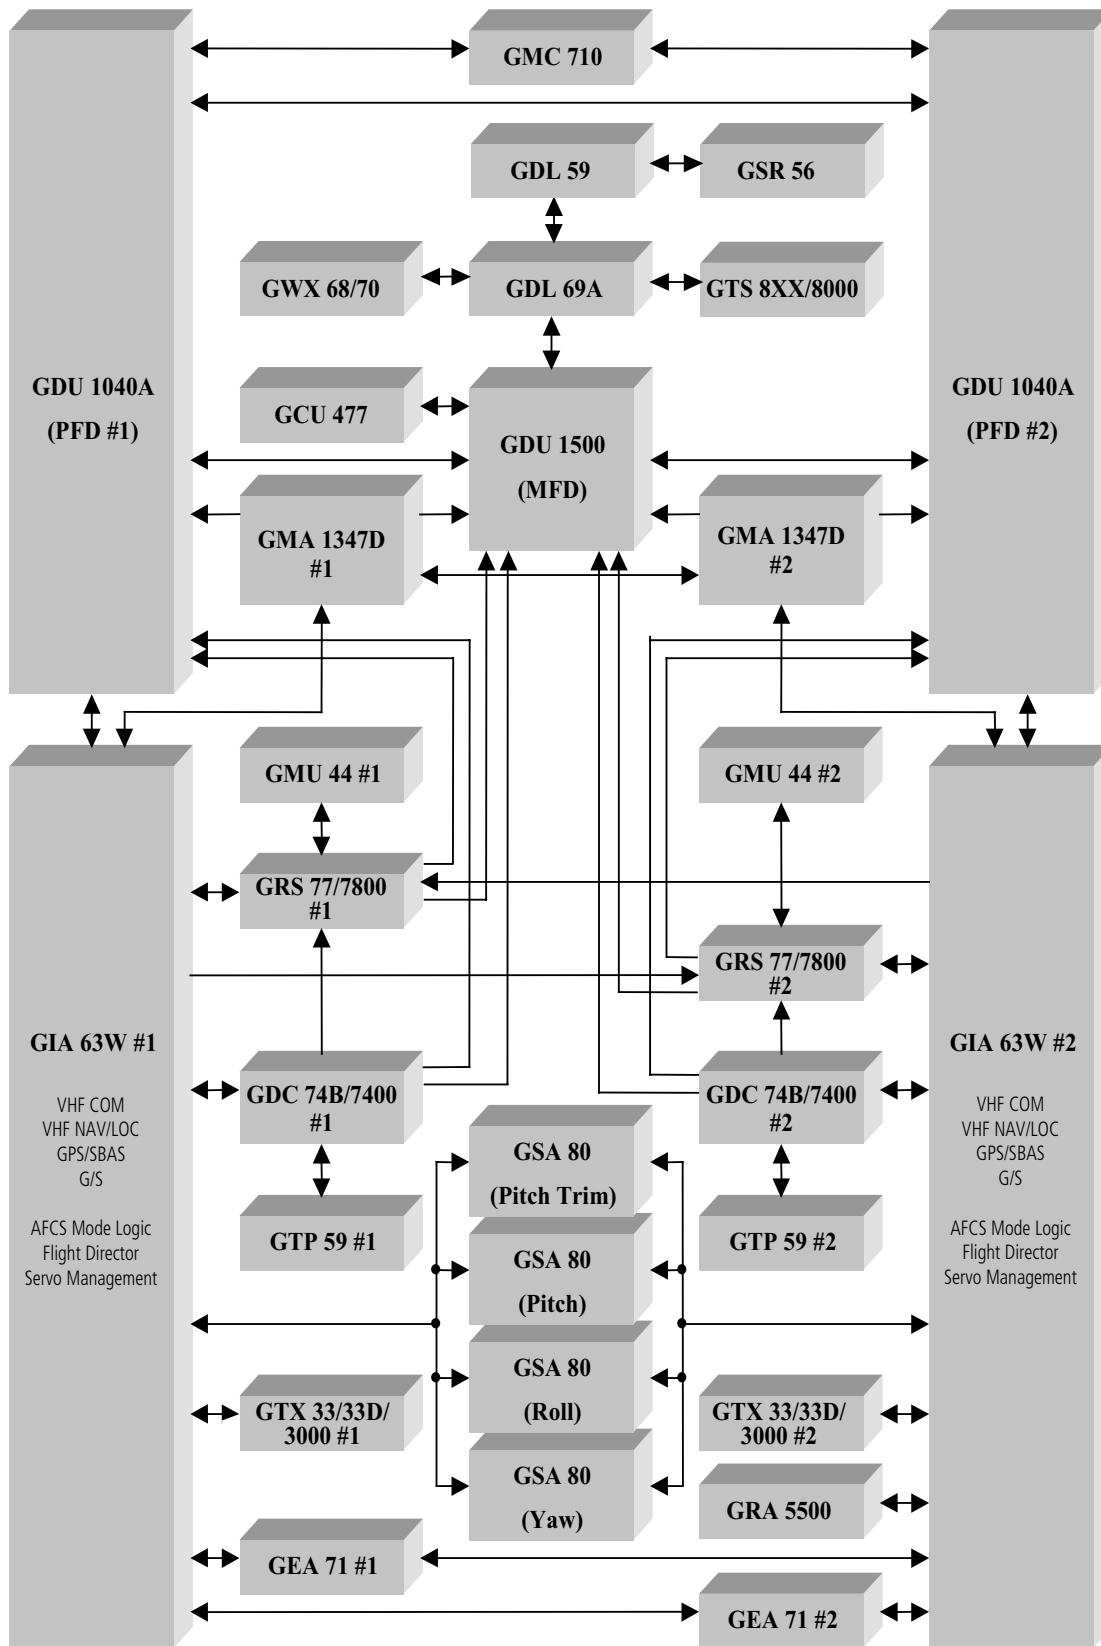 GMC 710
GDL 59
GSR 56
GWX 68/70
GDL 69A
GTS 8XX/8000
GDU 1040A
(PFD #1)
GCU 477
GDU 1500
(MFD)
GDU 1040A
(PFD #2)
GMA 1347D
#1
GMA 1347D
#2
GMU 44 #1
GMU 44 #2
GRS 77/7800
#1
GRS 77/7800
#2
GIA 63W #1
VHF COM
VHF NAV/LOC
GPS/SBAS
G/S
AFCS Mode Logic
Flight Director
Servo Management
GDC 74B/7400
#1
GDC 74B/7400
#2
GIA 63W #2
VHF COM
VHF NAV/LOC
GPS/SBAS
G/S
AFCS Mode Logic
Flight Director
Servo Management
GSA 80
(Pitch Trim)
GTP 59 #1
GTP 59 #2
GSA 80
(Pitch)
GSA 80
(Roll)
GTX 33/33D/
3000 #1
GTX 33/33D/
3000 #2
GSA 80
(Yaw)
GRA 5500
GEA 71 #1
GEA 71 #2